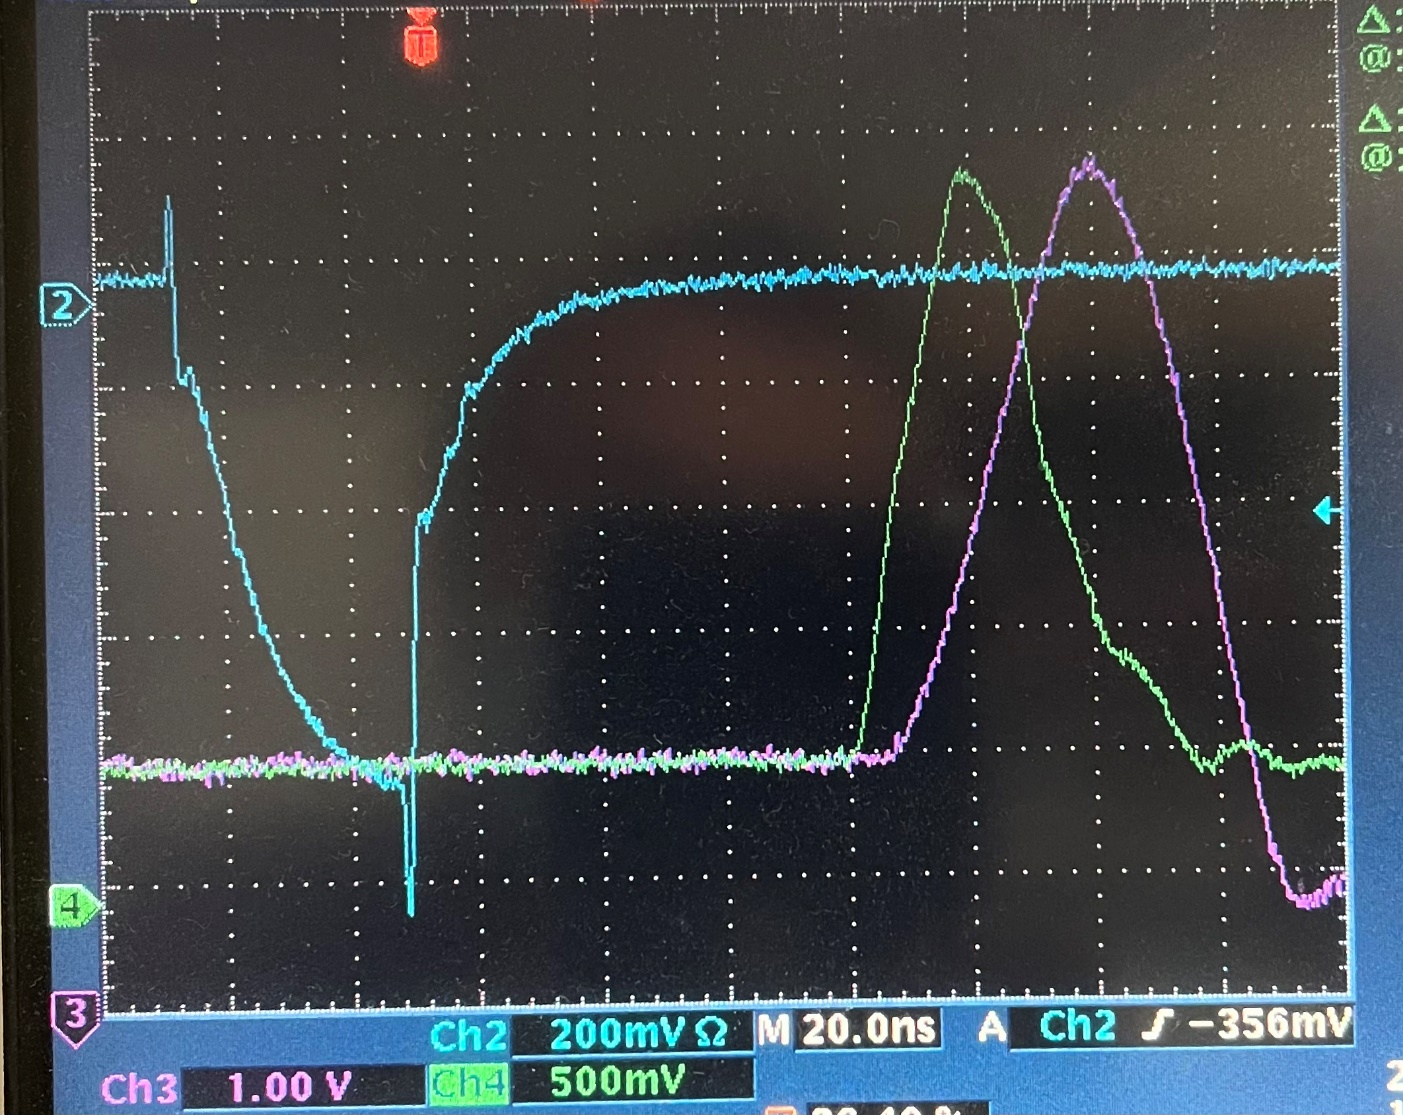 T
Δ:
@:
Δ:
@:
2
4
3
Ch2 200mV Ω M 20.0ns A Ch2 -356mV
Ch3 1.00 V Ch4 500mV